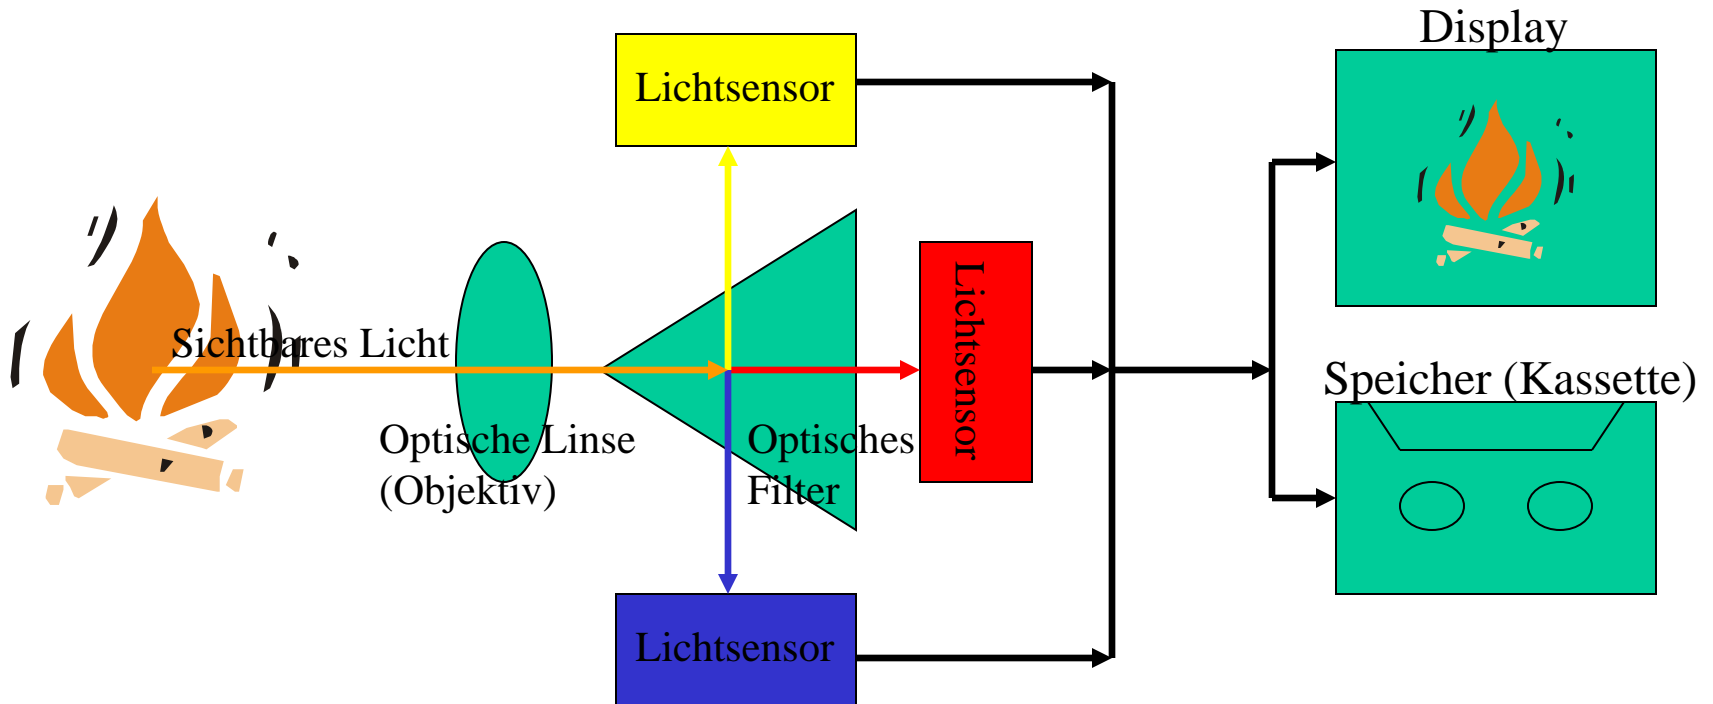 Display
Lichtsensor
Lichtsensor
Sichtbares Licht
Speicher (Kassette)
Optische Linse
(Objektiv)
Optisches
Filter
Lichtsensor